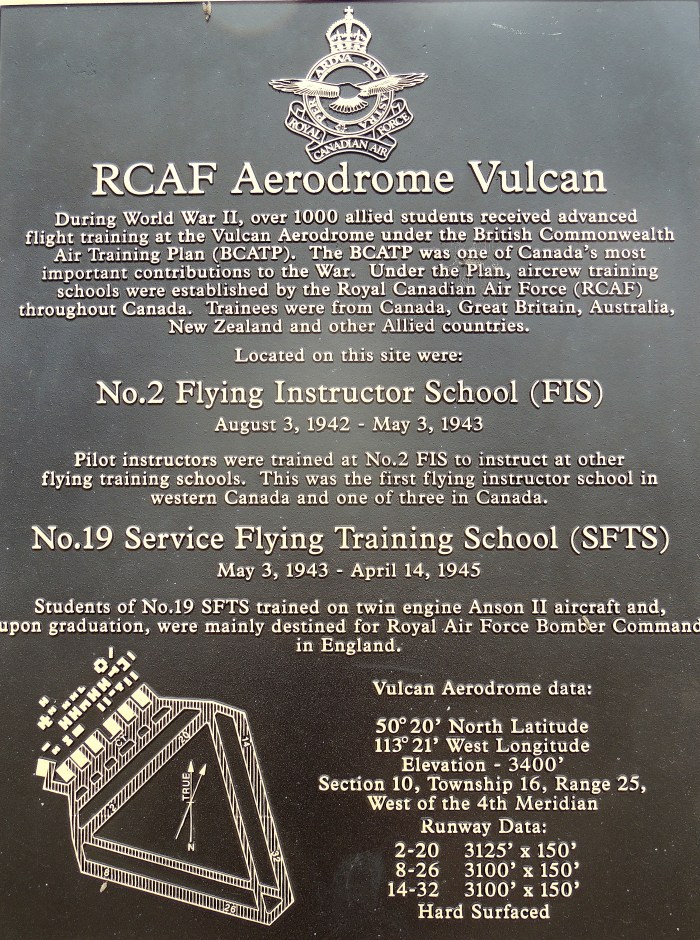 PER ARDVA AD ASTRA
ROYAL CANADIAN AIR FORCE
RCAF Aerodrome Vulcan
During World War II, over 1000 allied students received advanced
flight training at the Vulcan Aerodrome under the British Commonwealth
Air Training Plan (BCATP). The BCATP was one of Canada's most
important contributions to the War. Under the Plan, aircrew training
schools were established by the Royal Canadian Air Force (RCAF)
throughout Canada. Trainees were from Canada, Great Britain, Australia,
New Zealand and other Allied countries.
Located on this site were:
No.2 Flying Instructor School (FIS)
August 3, 1942 - May 3, 1943
Pilot instructors were trained at No.2 FIS to instruct at other
flying training schools. This was the first flying instructor school in
western Canada and one of three in Canada.
No.19 Service Flying Training School (SFTS)
May 3, 1943 - April 14, 1945
Students of No.19 SFTS trained on twin engine Anson II aircraft and,
upon graduation, were mainly destined for Royal Air Force Bomber Command
in England.
Vulcan Aerodrome data:
50° 20' North Latitude
113° 21' West Longitude
Elevation - 3400'
Section 10, Township 16, Range 25,
West of the 4th Meridian
Runway Data:
2-20 3125' x 150'
8-26 3100' x 150'
14-32 3100' x 150'
Hard Surfaced
14
TRUE
N
32
26